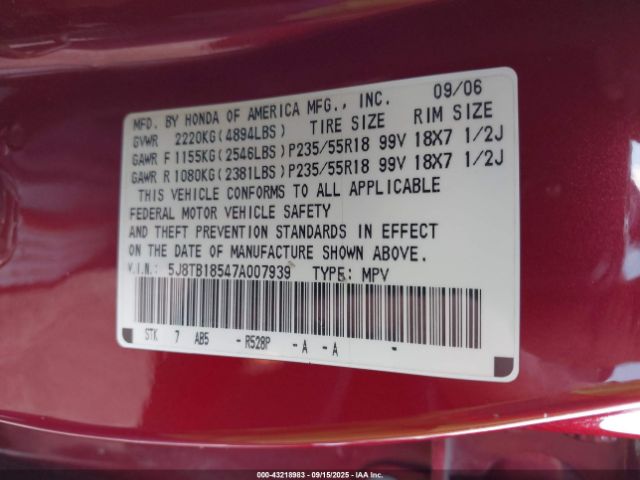 09/06
MFD. BY HONDA OF AMERICA MFG., INC.
GVWR 2220KG(4894LBS) TIRE SIZE RIM SIZE
GAWR F 1155KG(2546LBS)P235/55R18 99V 18X7 1/2J
GAWR R 1080KG(2381LBS)P235/55R18 99V 18X7 1/2J
THIS VEHICLE CONFORMS TO ALL APPLICABLE
FEDERAL MOTOR VEHICLE SAFETY
AND THEFT PREVENTION STANDARDS IN EFFECT
ON THE DATE OF MANUFACTURE SHOWN ABOVE.
V.I.N.: 5J8TB18547A007939 TYPE: MPV
STK 7 AB5 - R528P - A - A -
000-43218983 - 09/15/2025 - IAA Inc.